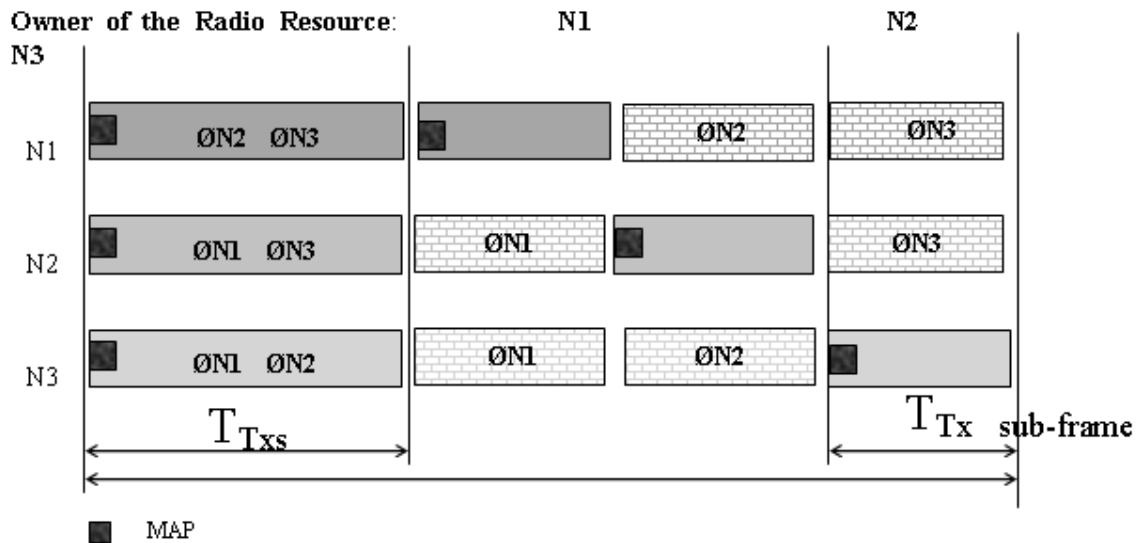 Owner of the Radio Resource: N1 N2
N3
N1 ØN2 ØN3 ØN2 ØN3
N2 ØN1 ØN3 ØN1 ØN3
N3 ØN1 ØN2 ØN1 ØN2
TTxs TTx sub-frame
MAP